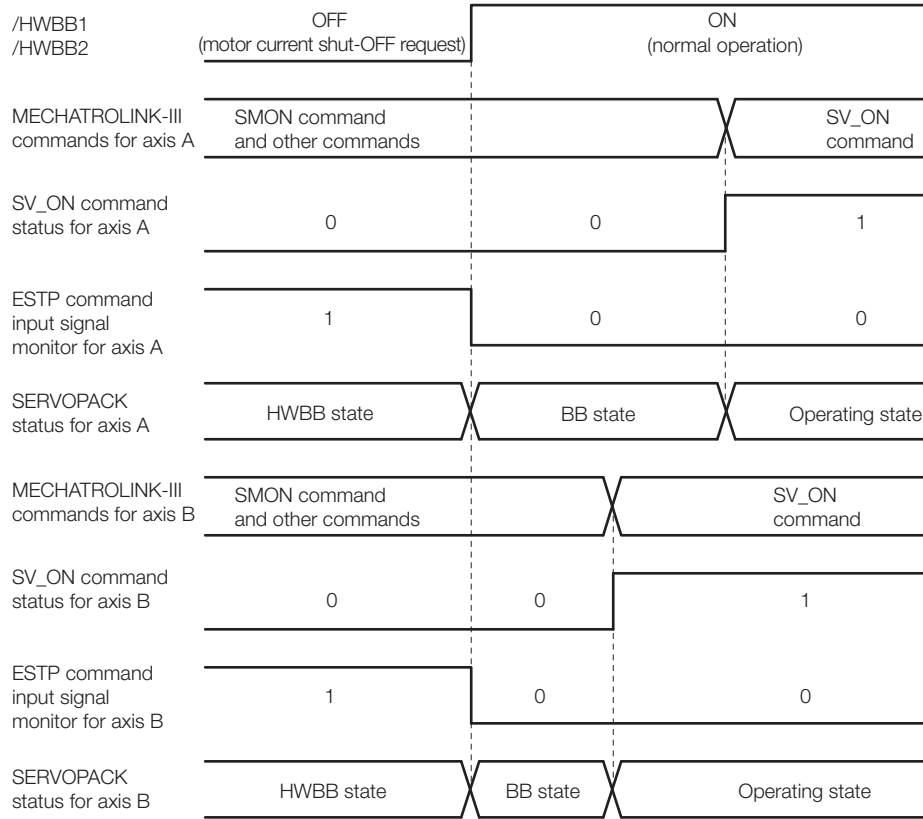 /HWBB1
/HWBB2
OFF
(motor current shut-OFF request)
ON
(normal operation)
MECHATROLINK-III
commands for axis A
SMON command
and other commands
SV_ON
command
SV_ON command
status for axis A
0
0
1
ESTP command
input signal
monitor for axis A
1
0
0
SERVOPACK
status for axis A
HWBB state
BB state
Operating state
MECHATROLINK-III
commands for axis B
SMON command
and other commands
SV_ON
command
SV_ON command
status for axis B
0
0
1
ESTP command
input signal
monitor for axis B
1
0
0
SERVOPACK
status for axis B
HWBB state
BB state
Operating state